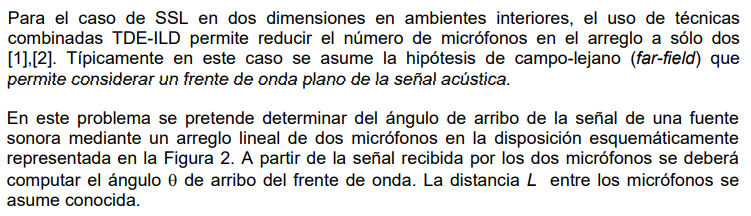 Para el caso de SSL en dos dimensiones en ambientes interiores, el uso de técnicas
combinadas TDE-ILD permite reducir el número de micrófonos en el arreglo a sólo dos
[1],[2]. Típicamente en este caso se asume la hipótesis de campo-lejano (far-field) que
permite considerar un frente de onda plano de la señal acústica.
En este problema se pretende determinar del ángulo de arribo de la señal de una fuente
sonora mediante un arreglo lineal de dos micrófonos en la disposición esquemáticamente
representada en la Figura 2. A partir de la señal recibida por los dos micrófonos se deberá
computar el ángulo θ de arribo del frente de onda. La distancia L entre los micrófonos se
asume conocida.